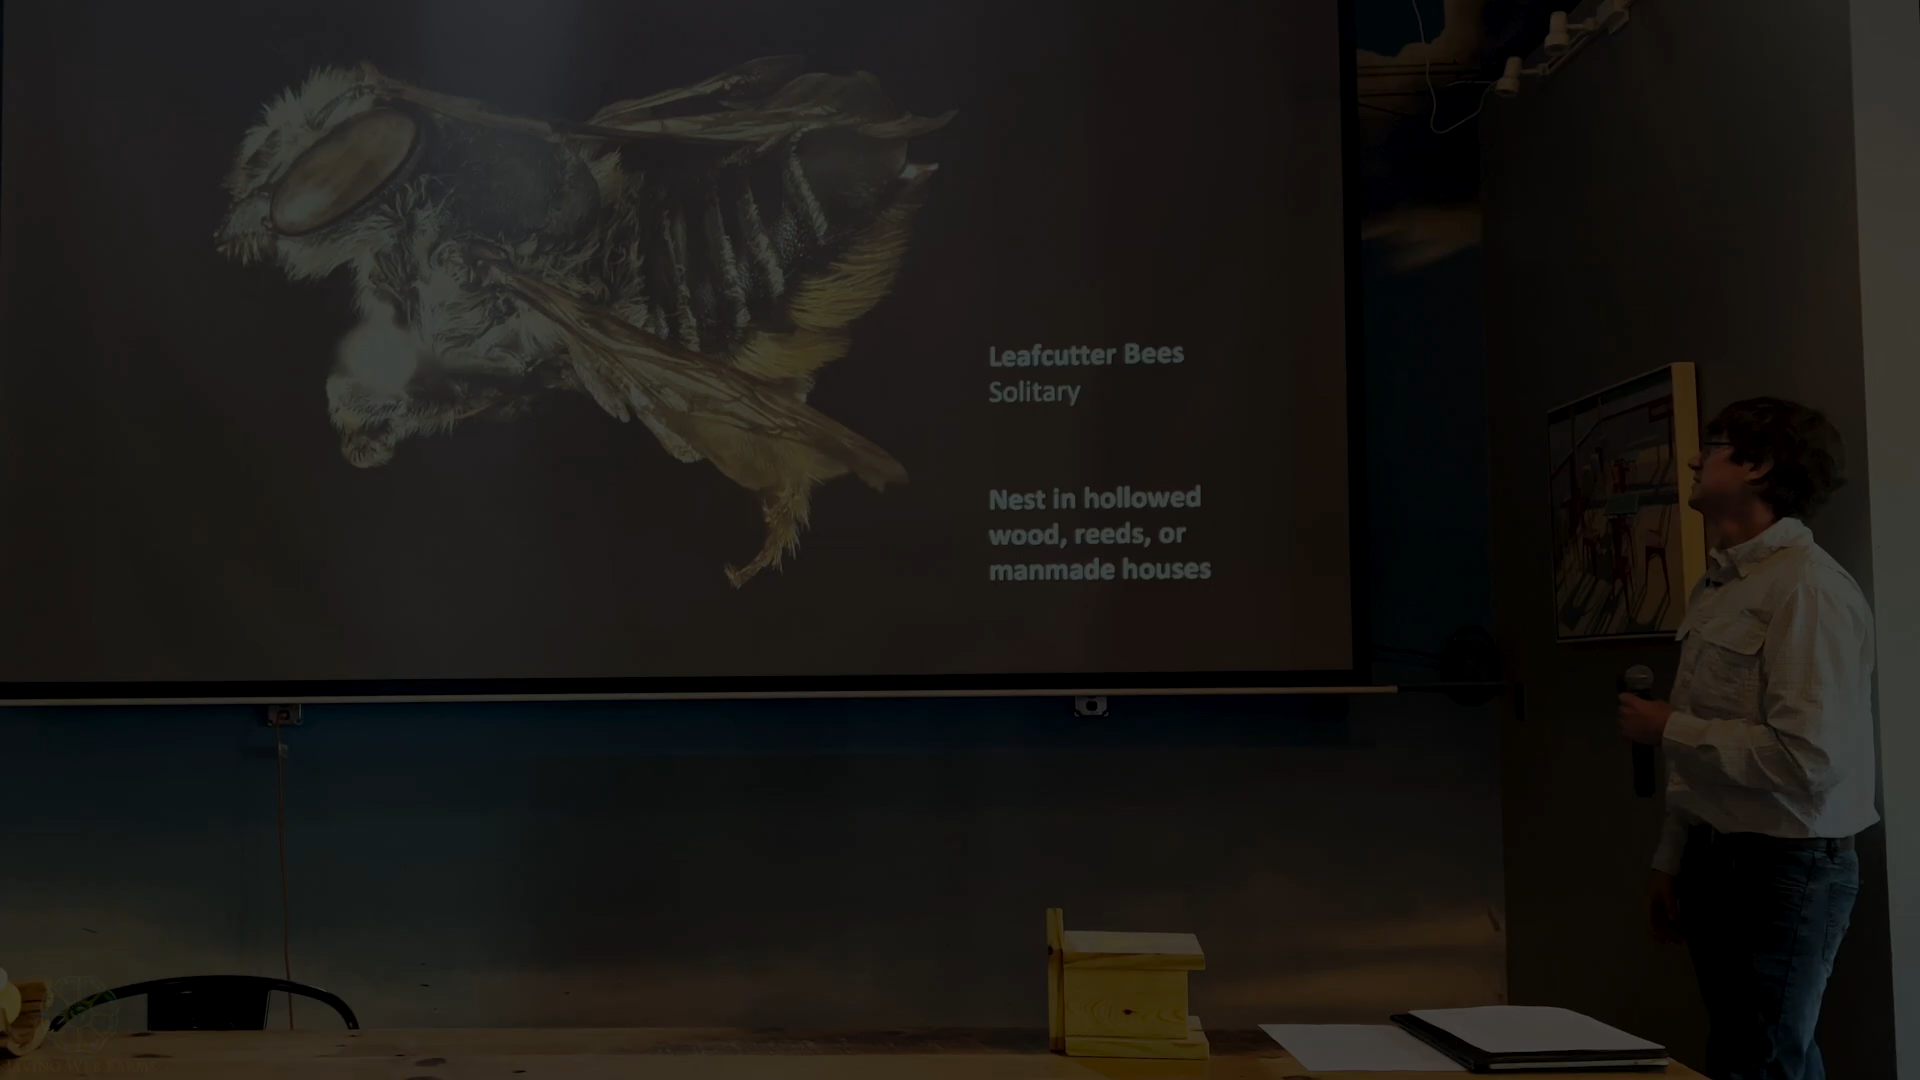 Leafcutter Bees
Solitary
Nest in hollowed
wood, reeds, or
manmade houses